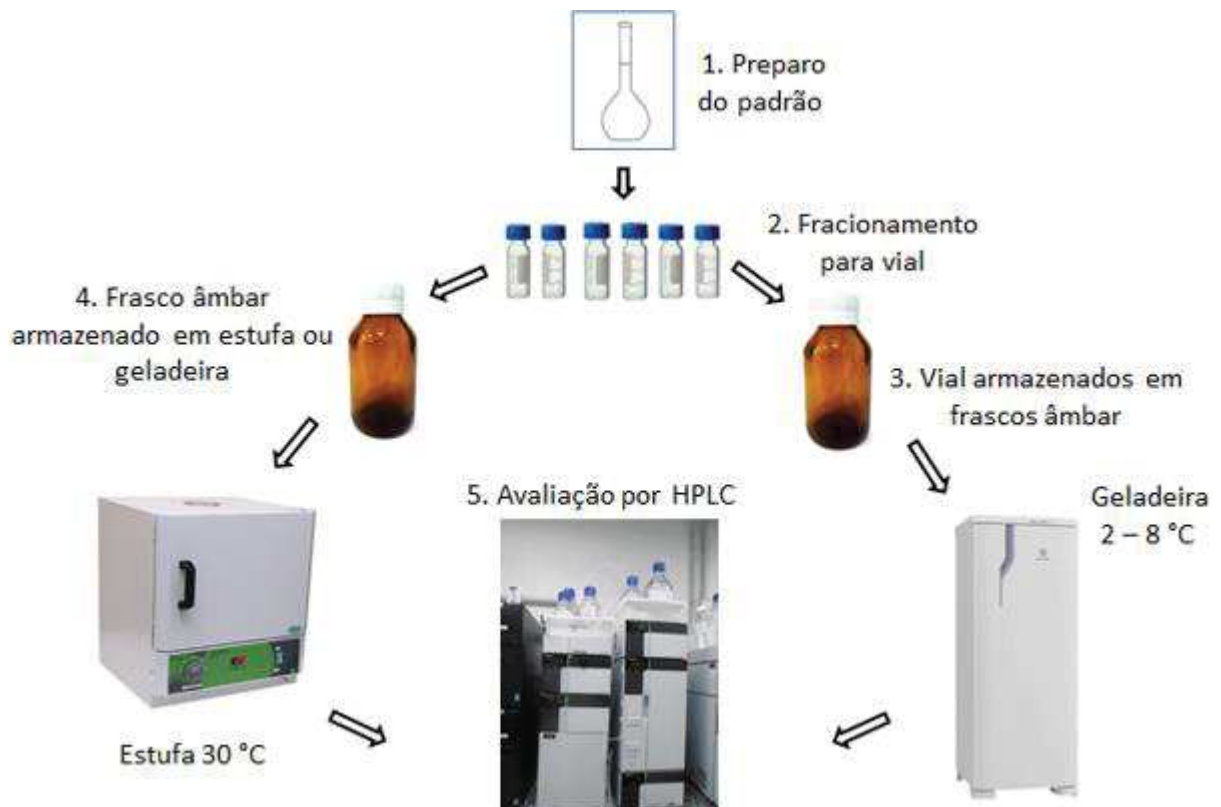 1. Preparo
do padrão
2. Fracionamento
para vial
4. Frasco âmbar
armazenado em estufa ou
geladeira
3. Vial armazenados em
frascos âmbar
5. Avaliação por HPLC
Geladeira
2 – 8 °C
Estufa 30 °C